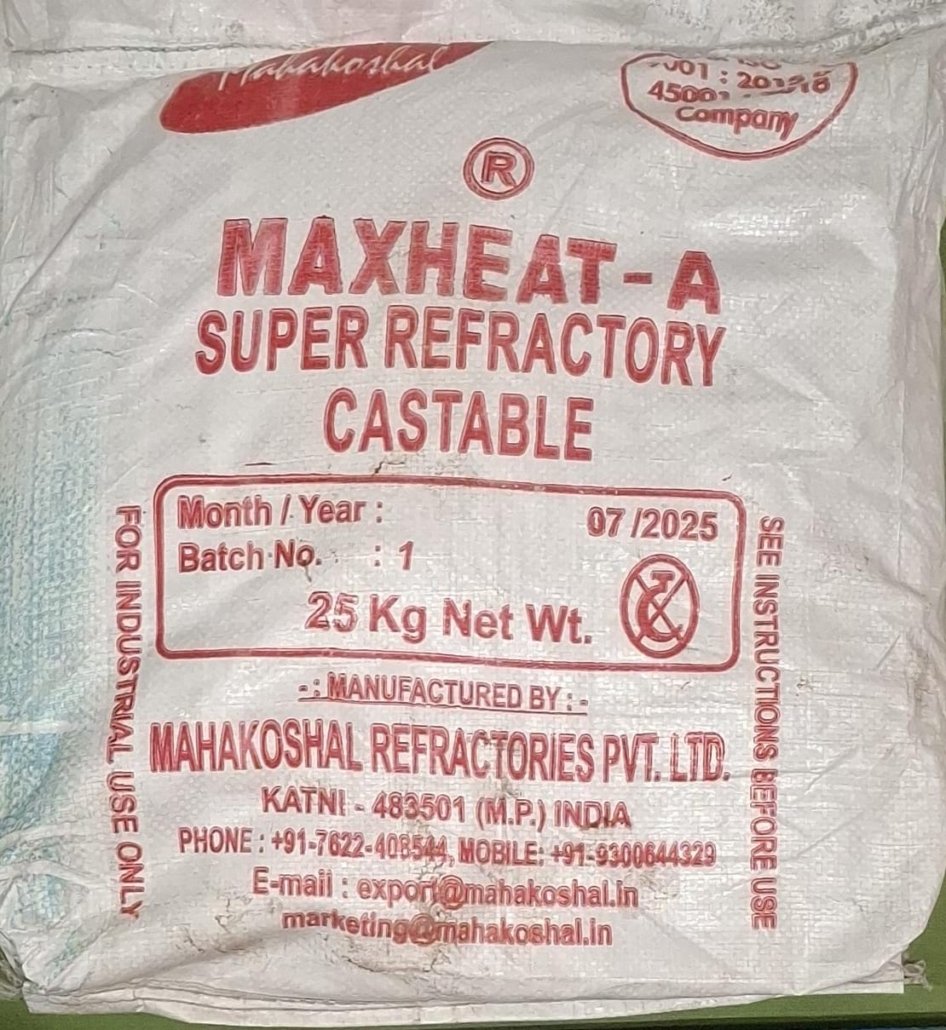 Mahakoshal
Company
®
MAXHEAT-A
SUPER REFRACTORY
CASTABLE
Month / Year : 07 /2025
Batch No. : 1
25 Kg Net Wt.
FOR INDUSTRIAL USE ONLY
SEE INSTRUCTIONS BEFORE USE
-: MANUFACTURED BY : -
MAHAKOSHAL REFRACTORIES PVT. LTD.
KATNI - 483501 (M.P.) INDIA
PHONE : +91-7622-408544, MOBILE: +91-9300644329
E-mail : export@mahakoshal.in
marketing@mahakoshal.in